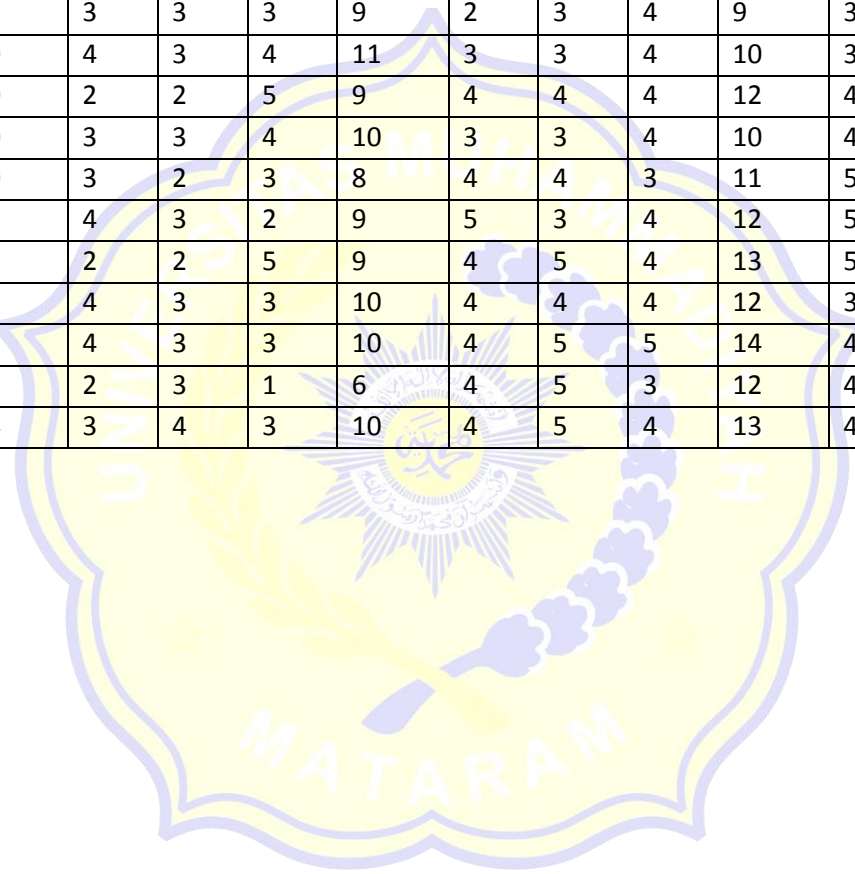 3 3 3 9 2 3 4 9 3
4 3 4 11 3 3 4 10 3
2 2 5 9 4 4 4 12 4
3 3 4 10 3 3 4 10 4
3 2 3 8 4 4 3 11 5
4 3 2 9 5 3 4 12 5
2 2 5 9 4 5 4 13 5
4 3 3 10 4 4 4 12 3
4 3 3 10 4 5 5 14 4
2 3 1 6 4 5 3 12 4
3 4 3 10 4 5 4 13 4
UNIVERSITAS MUHAMMADIYAH
MATARAM